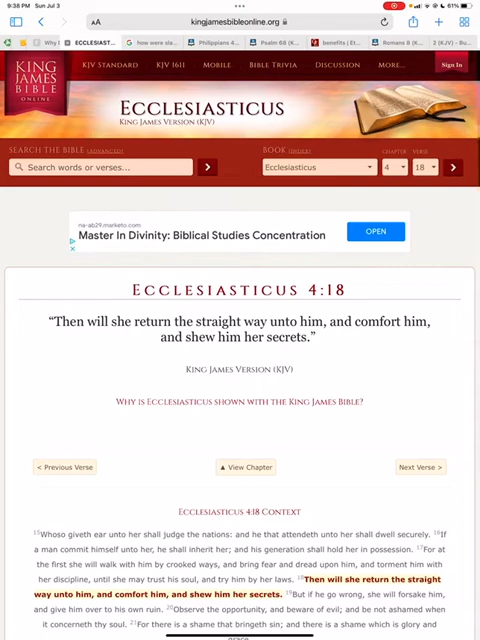 9:38 PM Sun Jul 3
61%
AA
kingjamesbibleonline.org
Why I
ECCLESIAST
how were sla
Philippians 4
Psalm 68 (K
benefits | Et
Romans 8 (K
2 (KJV) - Bu
KING JAMES BIBLE ONLINE
KJV STANDARD KJV 1611 MOBILE BIBLE TRIVIA DISCUSSION MORE... Sign In
ECCLESIASTICUS
KING JAMES VERSION (KJV)
SEARCH THE BIBLE (ADVANCED)
BOOK (INDEX) CHAPTER VERSE
Search words or verses...
Ecclesiasticus 4 18
na-ab29.marketo.com
Master In Divinity: Biblical Studies Concentration
OPEN
ECCLESIASTICUS 4:18
“Then will she return the straight way unto him, and comfort him,
and shew him her secrets.”
KING JAMES VERSION (KJV)
WHY IS ECCLESIASTICUS SHOWN WITH THE KING JAMES BIBLE?
< Previous Verse ▲ View Chapter Next Verse >
ECCLESIASTICUS 4:18 CONTEXT
15Whoso giveth ear unto her shall judge the nations: and he that attendeth unto her shall dwell securely. 16If
a man commit himself unto her, he shall inherit her; and his generation shall hold her in possession. 17For at
the first she will walk with him by crooked ways, and bring fear and dread upon him, and torment him with
her discipline, until she may trust his soul, and try him by her laws. 18Then will she return the straight
way unto him, and comfort him, and shew him her secrets. 19But if he go wrong, she will forsake him,
and give him over to his own ruin. 20Observe the opportunity, and beware of evil; and be not ashamed when
it concerneth thy soul. 21For there is a shame that bringeth sin; and there is a shame which is glory and
grace